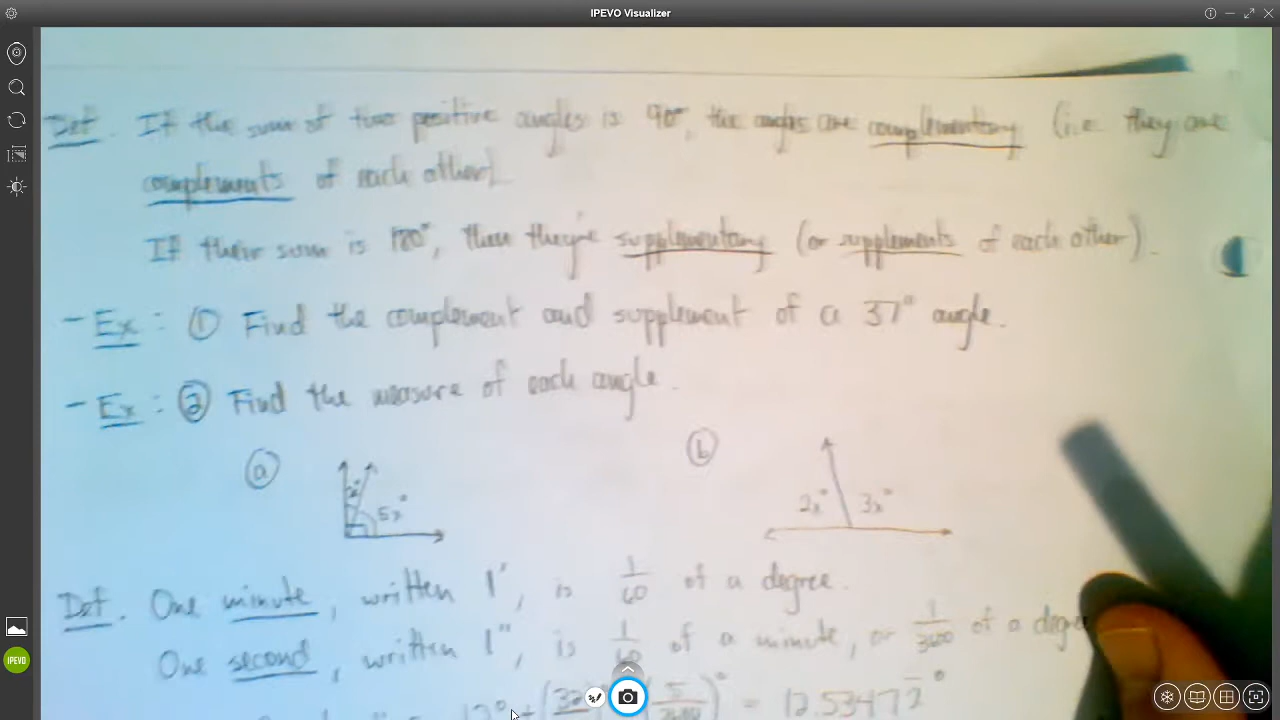 IPEVO Visualizer
Def. If the sum of two positive angles is 90°, the angles are complementary (i.e. they are
complements of each other).
If their sum is 180°, then they're supplementary (or supplements of each other).
- Ex: ① Find the complement and supplement of a 37° angle.
- Ex: ② Find the measure of each angle.
ⓐ
ⓑ
5x°
2x° 3x°
Def. One minute, written 1', is 1/60 of a degree.
One second, written 1", is 1/60 of a minute, or 1/3600 of a degree
= 12.53472°
IPEVO